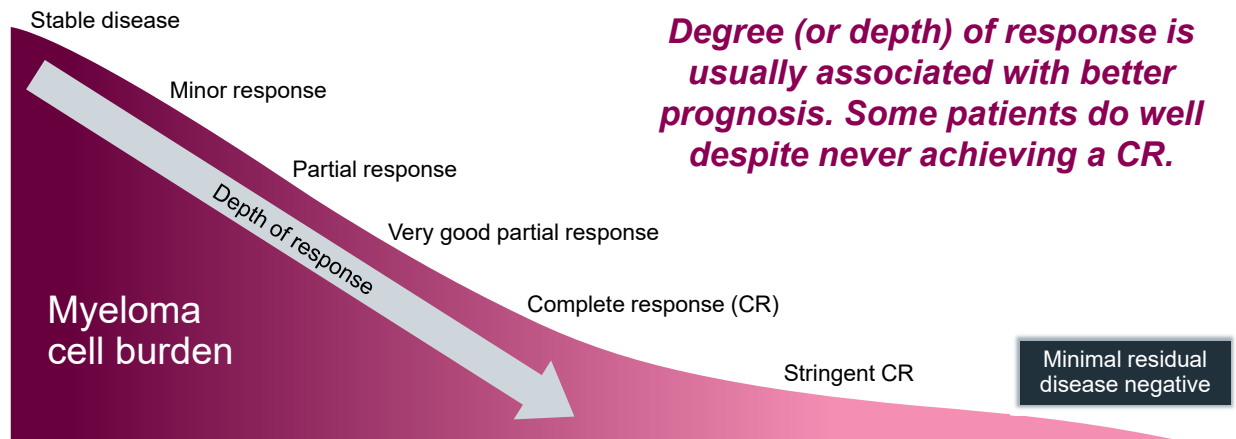 Stable disease
Degree (or depth) of response is
usually associated with better
prognosis. Some patients do well
despite never achieving a CR.
Minor response
Partial response
Depth of response
Very good partial response
Myeloma
cell burden
Complete response (CR)
Stringent CR
Minimal residual
disease negative